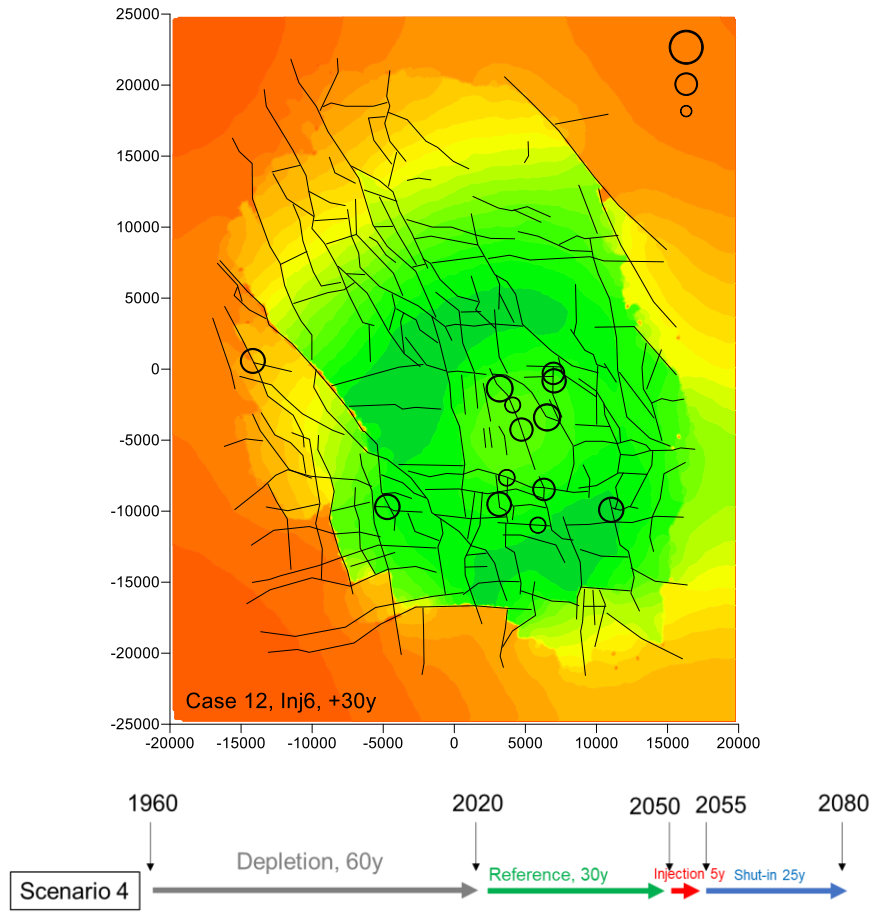 25000
20000
15000
10000
5000
0
-5000
-10000
-15000
-20000
-25000
Case 12, Inj6, +30y
-20000 -15000 -10000 -5000 0 5000 10000 15000 20000
1960 2020 2050 2055 2080
Depletion, 60y Reference, 30y Injection 5y Shut-in 25y
Scenario 4